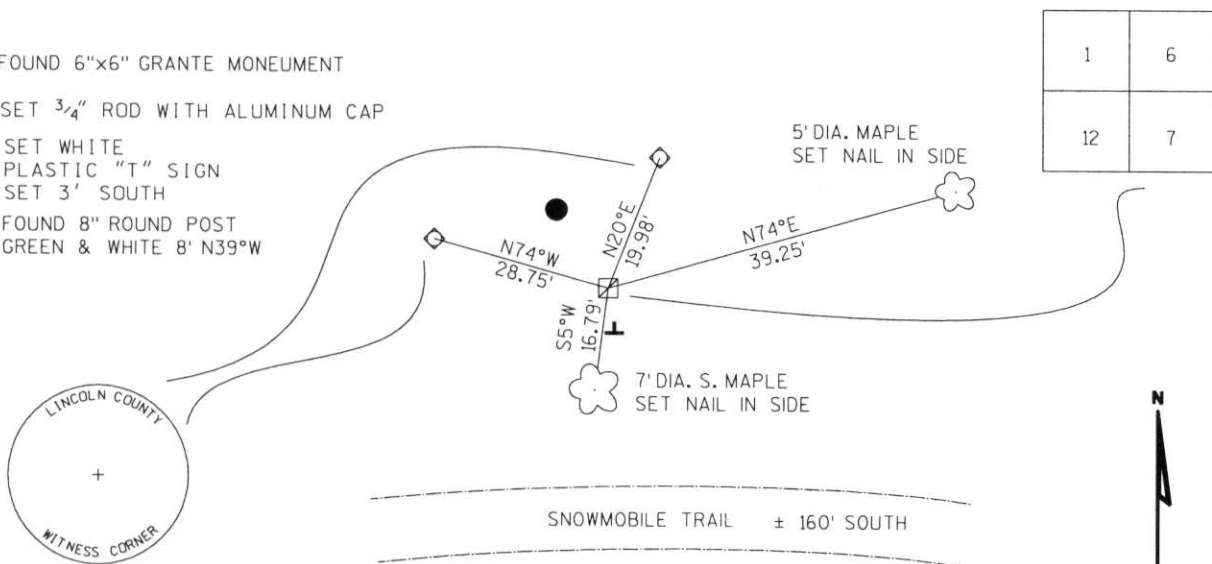 FOUND 6"x6" GRANTE MONEUMENT
SET 3/4" ROD WITH ALUMINUM CAP
SET WHITE
PLASTIC "T" SIGN
SET 3' SOUTH
FOUND 8" ROUND POST
GREEN & WHITE 8' N39°W
1 6
12 7
5' DIA. MAPLE
SET NAIL IN SIDE
N20°E
19.98'
N74°E
39.25'
N74°W
28.75'
S5°W
16.79'
7' DIA. S. MAPLE
SET NAIL IN SIDE
LINCOLN COUNTY
WITNESS CORNER
N
SNOWMOBILE TRAIL ± 160' SOUTH